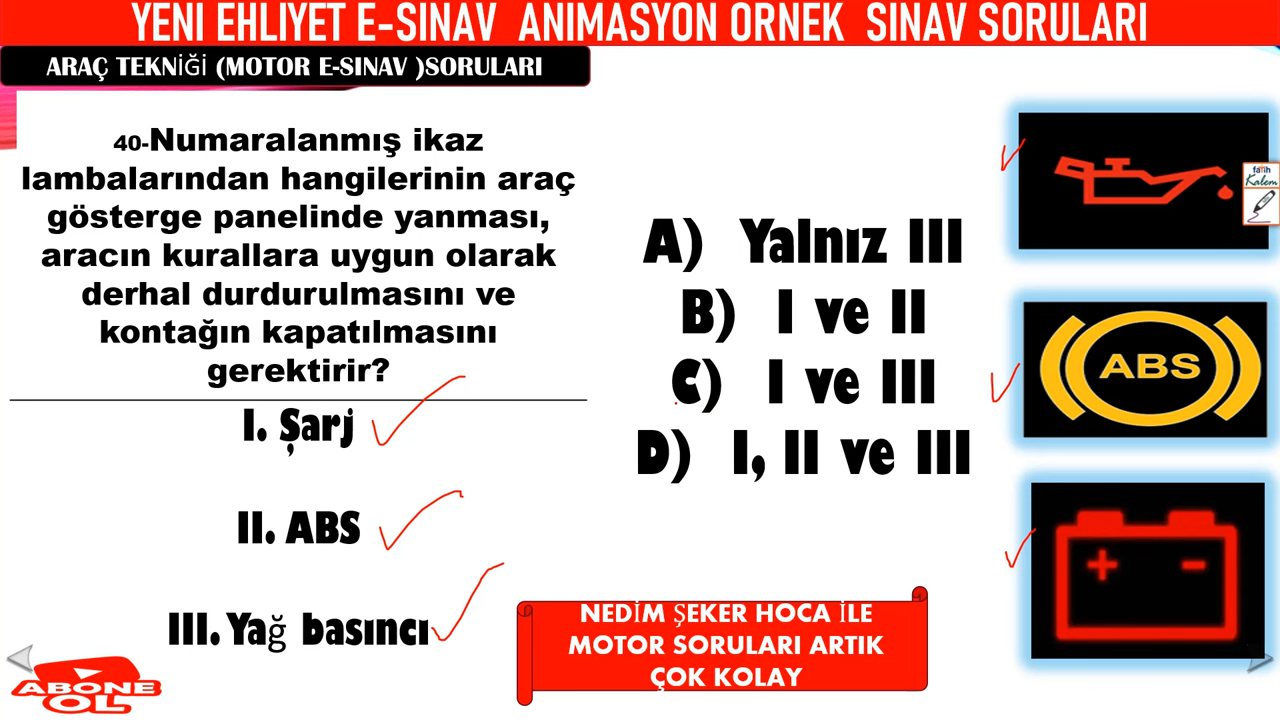 YENI EHLIYET E-SINAV ANIMASYON ORNEK SINAV SORULARI
ARAÇ TEKNİĞİ (MOTOR E-SINAV )SORULARI
40-Numaralanmış ikaz
lambalarından hangilerinin araç
gösterge panelinde yanması,
aracın kurallara uygun olarak
derhal durdurulmasını ve
kontağın kapatılmasını
gerektirir?
I. Şarj
II. ABS
III. Yağ basıncı
A) Yalnız III
B) I ve II
C) I ve III
D) I, II ve III
fatih
Kalem
ABS
+ -
NEDİM ŞEKER HOCA İLE
MOTOR SORULARI ARTIK
ÇOK KOLAY
ABONE
OL